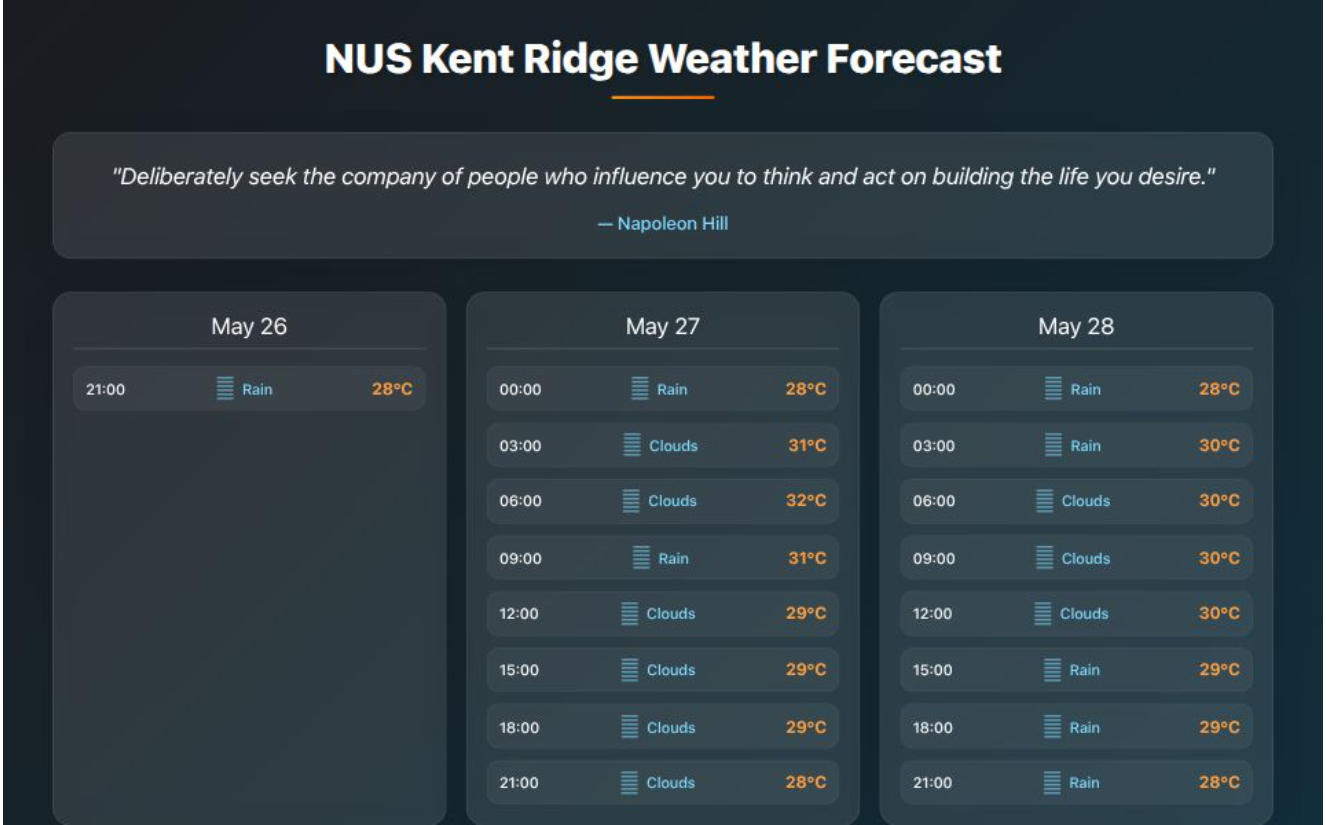 NUS Kent Ridge Weather Forecast
"Deliberately seek the company of people who influence you to think and act on building the life you desire."
— Napoleon Hill
May 26
21:00 Rain 28°C
May 27
00:00 Rain 28°C
03:00 Clouds 31°C
06:00 Clouds 32°C
09:00 Rain 31°C
12:00 Clouds 29°C
15:00 Clouds 29°C
18:00 Clouds 29°C
21:00 Clouds 28°C
May 28
00:00 Rain 28°C
03:00 Rain 30°C
06:00 Clouds 30°C
09:00 Clouds 30°C
12:00 Clouds 30°C
15:00 Rain 29°C
18:00 Rain 29°C
21:00 Rain 28°C